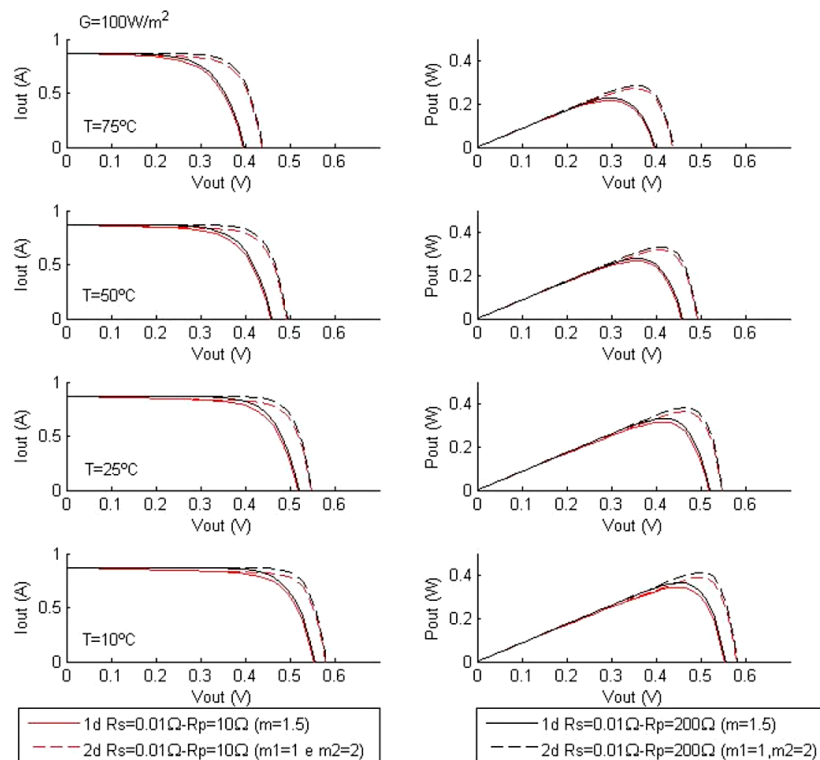 G=100W/m²
1
Iout (A)
0.5
0
T=75ºC
0 0.1 0.2 0.3 0.4 0.5 0.6
Vout (V)
Pout (W)
0.4
0.2
0
0 0.1 0.2 0.3 0.4 0.5 0.6
Vout (V)
1
Iout (A)
0.5
0
T=50ºC
0 0.1 0.2 0.3 0.4 0.5 0.6
Vout (V)
Pout (W)
0.4
0.2
0
0 0.1 0.2 0.3 0.4 0.5 0.6
Vout (V)
1
Iout (A)
0.5
0
T=25ºC
0 0.1 0.2 0.3 0.4 0.5 0.6
Vout (V)
Pout (W)
0.4
0.2
0
0 0.1 0.2 0.3 0.4 0.5 0.6
Vout (V)
1
Iout (A)
0.5
0
T=10ºC
0 0.1 0.2 0.3 0.4 0.5 0.6
Vout (V)
Pout (W)
0.4
0.2
0
0 0.1 0.2 0.3 0.4 0.5 0.6
Vout (V)
1d Rs=0.01Ω-Rp=10Ω (m=1.5)
2d Rs=0.01Ω-Rp=10Ω (m1=1 e m2=2)
1d Rs=0.01Ω-Rp=200Ω (m=1.5)
2d Rs=0.01Ω-Rp=200Ω (m1=1,m2=2)